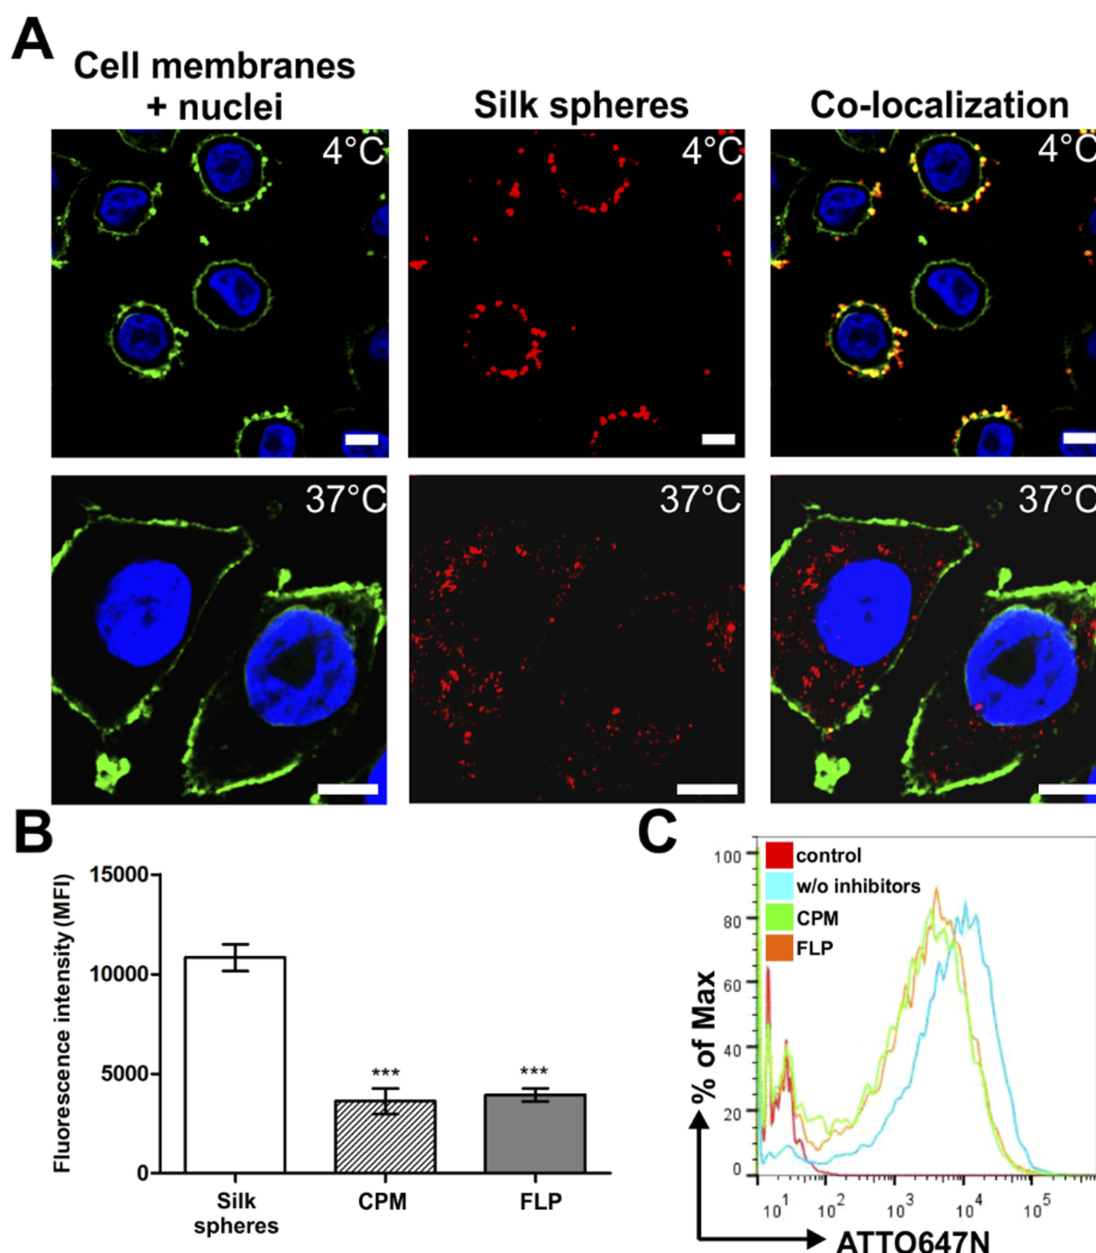 A
Cell membranes
+ nuclei
Silk spheres
Co-localization
4°C
4°C
4°C
37°C
37°C
37°C
B
Fluorescence intensity (MFI)
15000
10000
5000
0
***
***
Silk
spheres
CPM
FLP
C
control
w/o inhibitors
CPM
FLP
% of Max
100
80
60
40
20
0
10¹
10²
10³
10⁴
10⁵
ATTO647N